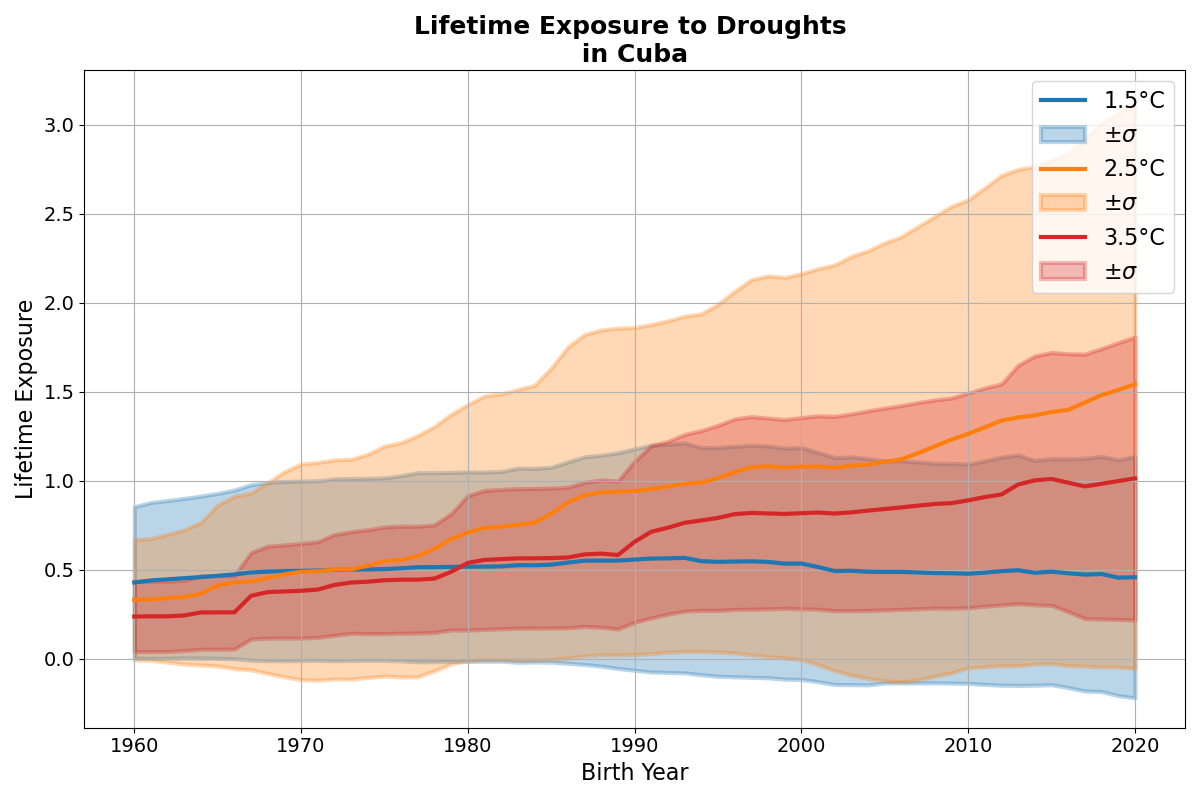 Lifetime Exposure to Droughts
in Cuba
1.5°C
±σ
2.5°C
±σ
3.5°C
±σ
Lifetime Exposure
3.0
2.5
2.0
1.5
1.0
0.5
0.0
1960 1970 1980 1990 2000 2010 2020
Birth Year